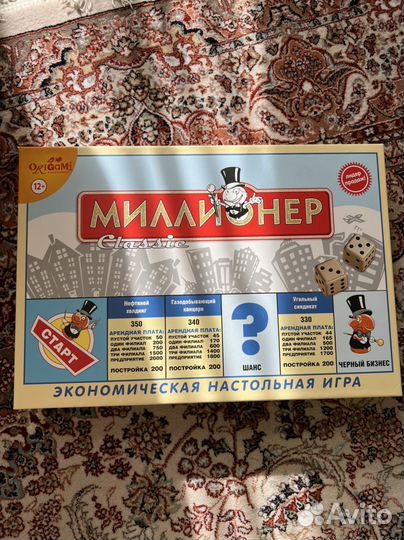 ORIGAMI
12+
лидер
продаж!
МИЛЛИОНЕР
Classic
СТАРТ
Нефтяной
холдинг
350
АРЕНДНАЯ ПЛАТА:
ПУСТОЙ УЧАСТОК 50
ОДИН ФИЛИАЛ 200
ДВА ФИЛИАЛА 750
ТРИ ФИЛИАЛА 1500
ПРЕДПРИЯТИЕ 2000
ПОСТРОЙКА 200
Газодобывающий
концерн
340
АРЕНДНАЯ ПЛАТА:
ПУСТОЙ УЧАСТОК 45
ОДИН ФИЛИАЛ 170
ДВА ФИЛИАЛА 600
ТРИ ФИЛИАЛА 1400
ПРЕДПРИЯТИЕ 1800
ПОСТРОЙКА 200
?
ШАНС
Угольный
синдикат
330
АРЕНДНАЯ ПЛАТА:
ПУСТОЙ УЧАСТОК 44
ОДИН ФИЛИАЛ 165
ДВА ФИЛИАЛА 500
ТРИ ФИЛИАЛА 1200
ПРЕДПРИЯТИЕ 1700
ПОСТРОЙКА 200
ЧЕРНЫЙ БИЗНЕС
ЭКОНОМИЧЕСКАЯ НАСТОЛЬНАЯ ИГРА
Avito